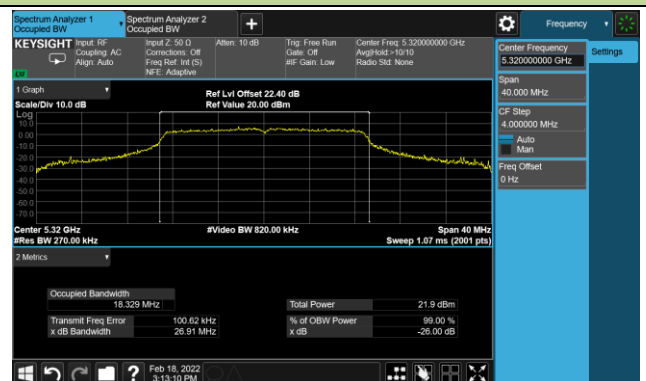 Spectrum Analyzer 1
Occupied BW
Spectrum Analyzer 2
Occupied BW
+
Frequency
KEYSIGHT
Input: RF
Coupling: AC
Align: Auto
Input Z: 50 Ω
Corrections: Off
Freq Ref: Int (S)
NFE: Adaptive
Atten: 10 dB
Trig: Free Run
Gate: Off
#IF Gain: Low
Center Freq: 5.320000000 GHz
Avg|Hold:>10/10
Radio Std: None
Center Frequency
5.320000000 GHz
Settings
Span
40.000 MHz
CF Step
4.000000 MHz
Auto
Man
Freq Offset
0 Hz
1 Graph
Scale/Div 10.0 dB
Ref Lvl Offset 22.40 dB
Ref Value 20.00 dBm
Log
10.0
0.00
-10.0
-20.0
-30.0
-40.0
-50.0
-60.0
-70.0
Center 5.32 GHz
#Res BW 270.00 kHz
#Video BW 820.00 kHz
Span 40 MHz
Sweep 1.07 ms (2001 pts)
2 Metrics
Occupied Bandwidth
18.329 MHz
Total Power 21.9 dBm
Transmit Freq Error 100.62 kHz
% of OBW Power 99.00 %
x dB Bandwidth 26.91 MHz
x dB -26.00 dB
?
Feb 18, 2022
3:13:10 PM